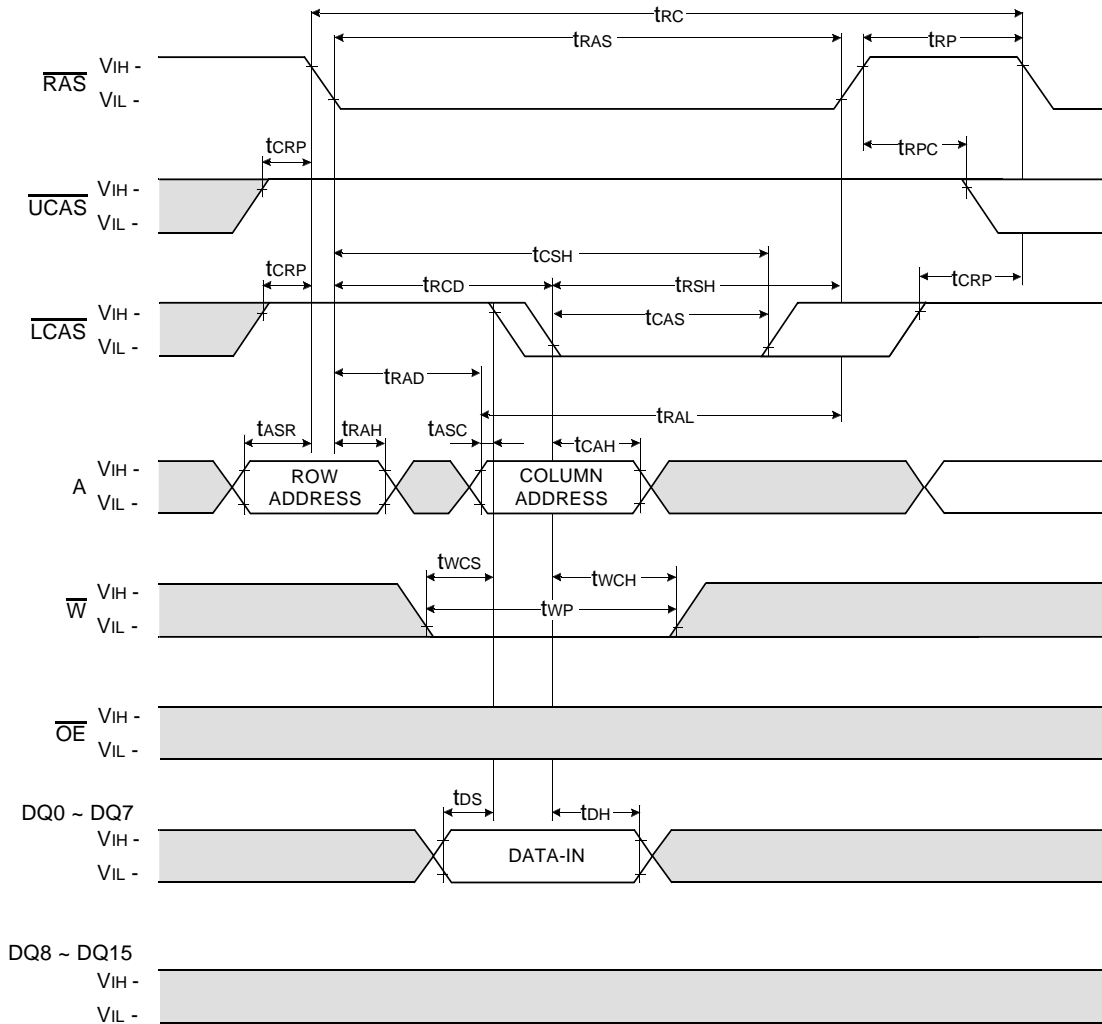 tRC
tRAS
tRP
RAS
VIH -
VIL -
tCRP
tRPC
UCAS
VIH -
VIL -
tCSH
tCRP
tRCD
tRSH
tCRP
LCAS
VIH -
VIL -
tCAS
tRAD
tRAL
tASR
tRAH
tASC
tCAH
A
VIH -
VIL -
ROW
ADDRESS
COLUMN
ADDRESS
tWCS
tWCH
W
VIH -
VIL -
tWP
OE
VIH -
VIL -
tDS
tDH
DQ0 ~ DQ7
VIH -
VIL -
DATA-IN
DQ8 ~ DQ15
VIH -
VIL -